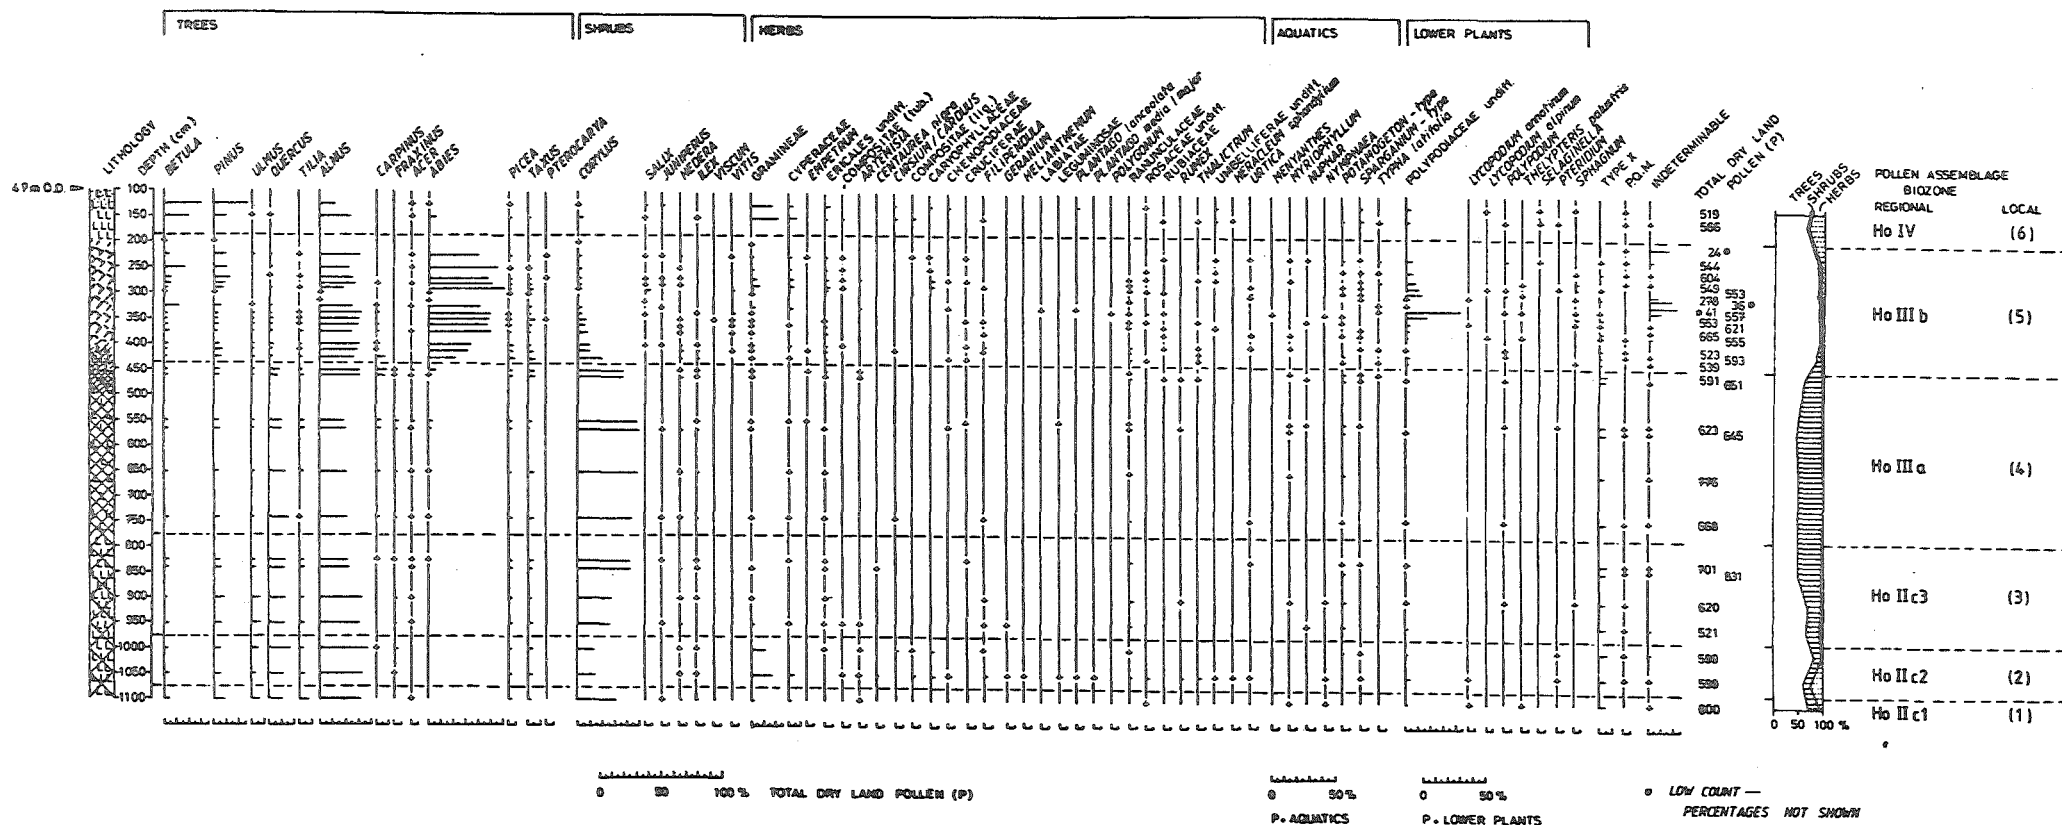 TREES
SHRUBS
HERBS
AQUATICS
LOWER PLANTS
LITHOLOGY
DEPTH (cm)
BETULA
PINUS
ULMUS
QUERCUS
TILIA
ALNUS
CARPINUS
FRAXINUS
ACER
ABIES
PICEA
TAXUS
PTEROCARYA
CORYLUS
SALIX
JUNIPERUS
HEDERA
ILEX
VISCUM
VITIS
GRAMINEAE
CYPERACEAE
EMPETRUM
ERICALES undiff.
COMPOSITAE (tub.)
ARTEMISIA
CENTAUREA nigra
CIRSIUM/CARDUUS
COMPOSITAE (lig.)
CARYOPHYLLACEAE
CHENOPODIACEAE
CRUCIFERAE
FILIPENDULA
GERANIUM
HELIANTHEMUM
LABIATAE
LEGUMINOSAE
PLANTAGO lanceolata
PLANTAGO media/major
POLYGONUM
RANUNCULACEAE
ROSACEAE undiff.
RUBIACEAE
RUMEX
THALICTRUM
UMBELLIFERAE undiff.
HERACLEUM sphondylium
URTICA
MENYANTHES
MYRIOPHYLLUM
NUPHAR
NYMPHAEA
POTAMOGETON - type
SPARGANIUM - type
TYPHA latifolia
POLYPODIACEAE undiff.
LYCOPODIUM annotinum
LYCOPODIUM alpinum
POLYPODIUM
THELYPTERIS palustris
SELAGINELLA
PTERIDIUM
SPHAGNUM
TYPE X
P.Q.M.
INDETERMINABLE
TOTAL DRY LAND
POLLEN (P)
TREES
SHRUBS
HERBS
POLLEN ASSEMBLAGE
BIOZONE
REGIONAL LOCAL
49m O.D.
100
150
200
250
300
350
400
450
500
550
600
650
700
750
800
850
900
950
1000
1050
1100
519
566
24
544
604
549
553
278
36
41
557
553
621
665
555
523
593
539
591
651
623
645
776
668
701
831
620
521
590
599
600
Ho IV (6)
Ho III b (5)
Ho III a (4)
Ho II c3 (3)
Ho II c2 (2)
Ho II c1 (1)
0 50 100 %
0 50 100 % TOTAL DRY LAND POLLEN (P)
0 50%
P. AQUATICS
0 50%
P. LOWER PLANTS
LOW COUNT —
PERCENTAGES NOT SHOWN